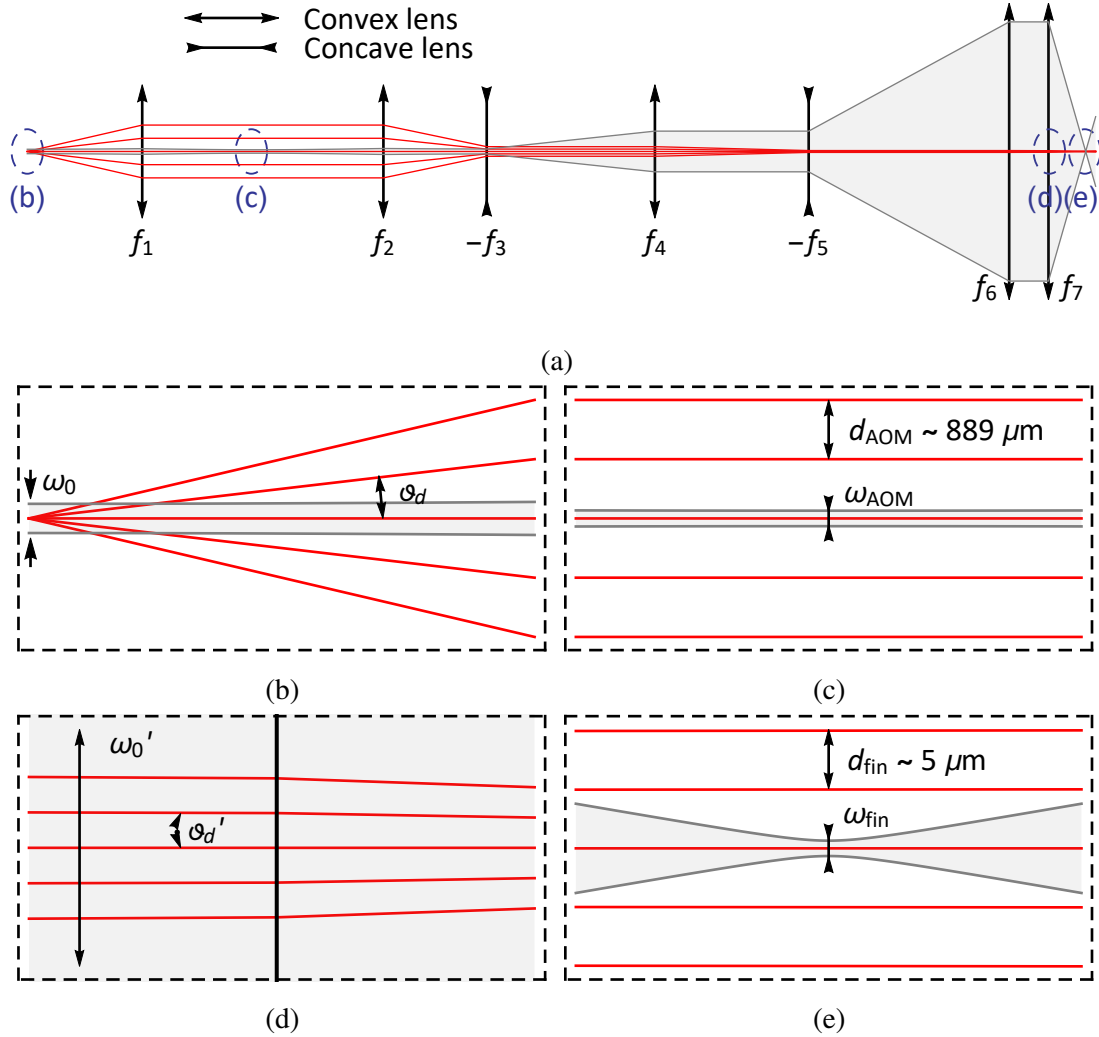 Convex lens
Concave lens
(b)
(c)
(d)
(e)
f1
f2
−f3
f4
−f5
f6
f7
(a)
ω0
ϑd
dAOM ~ 889 μm
ωAOM
(b)
(c)
ω0′
ϑd′
dfin ~ 5 μm
ωfin
(d)
(e)